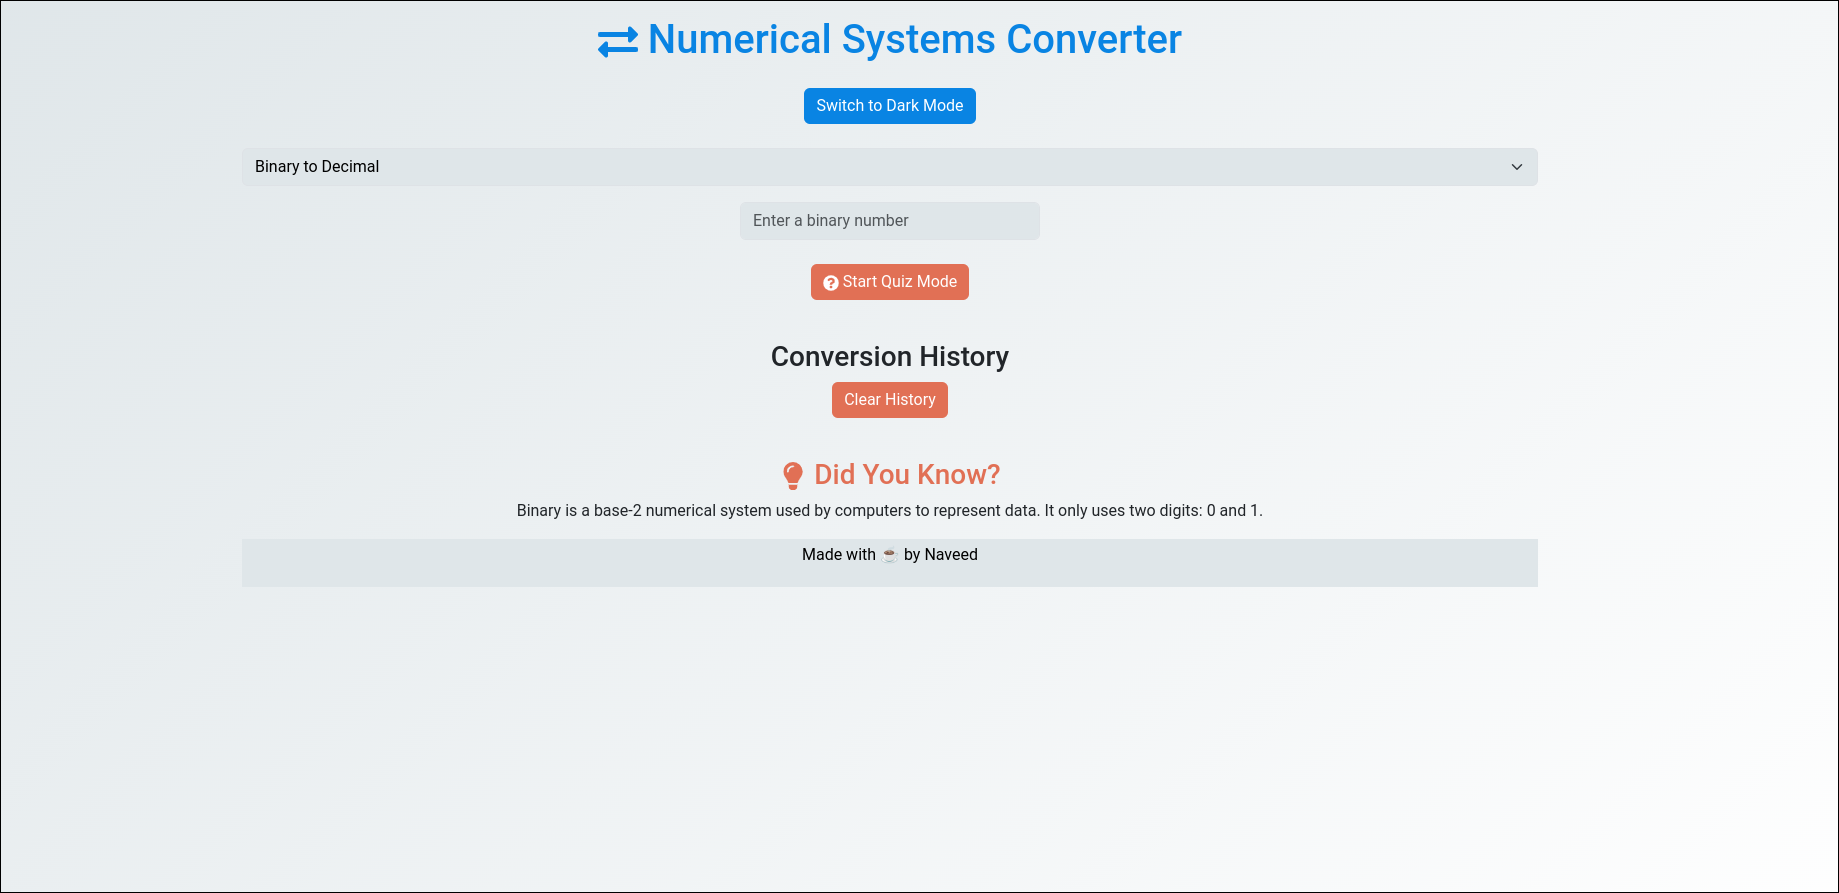 Numerical Systems Converter
Switch to Dark Mode
Binary to Decimal
Enter a binary number
Start Quiz Mode
Conversion History
Clear History
Did You Know?
Binary is a base-2 numerical system used by computers to represent data. It only uses two digits: 0 and 1.
Made with ☕ by Naveed